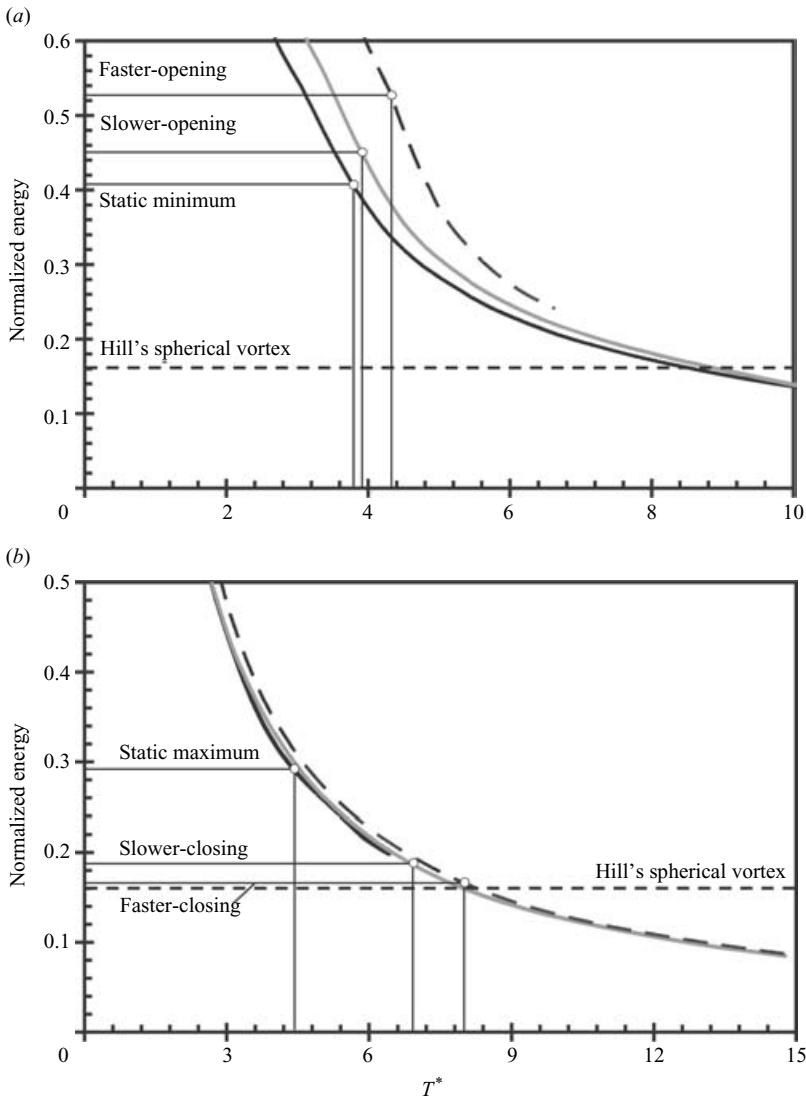 (a)
0.6
Faster-opening
0.5
Slower-opening
0.4
Static minimum
0.3
Normalized energy
0.2
Hill's spherical vortex
0.1
0 2 4 6 8 10
(b)
0.5
0.4
0.3
Static maximum
Normalized energy
0.2
Slower-closing
Hill's spherical vortex
Faster-closing
0.1
0 3 6 9 12 15
T*